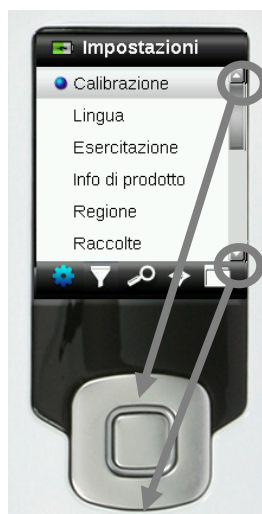 Impostazioni
Calibrazione
Lingua
Esercitazione
Info di prodotto
Regione
Raccolte